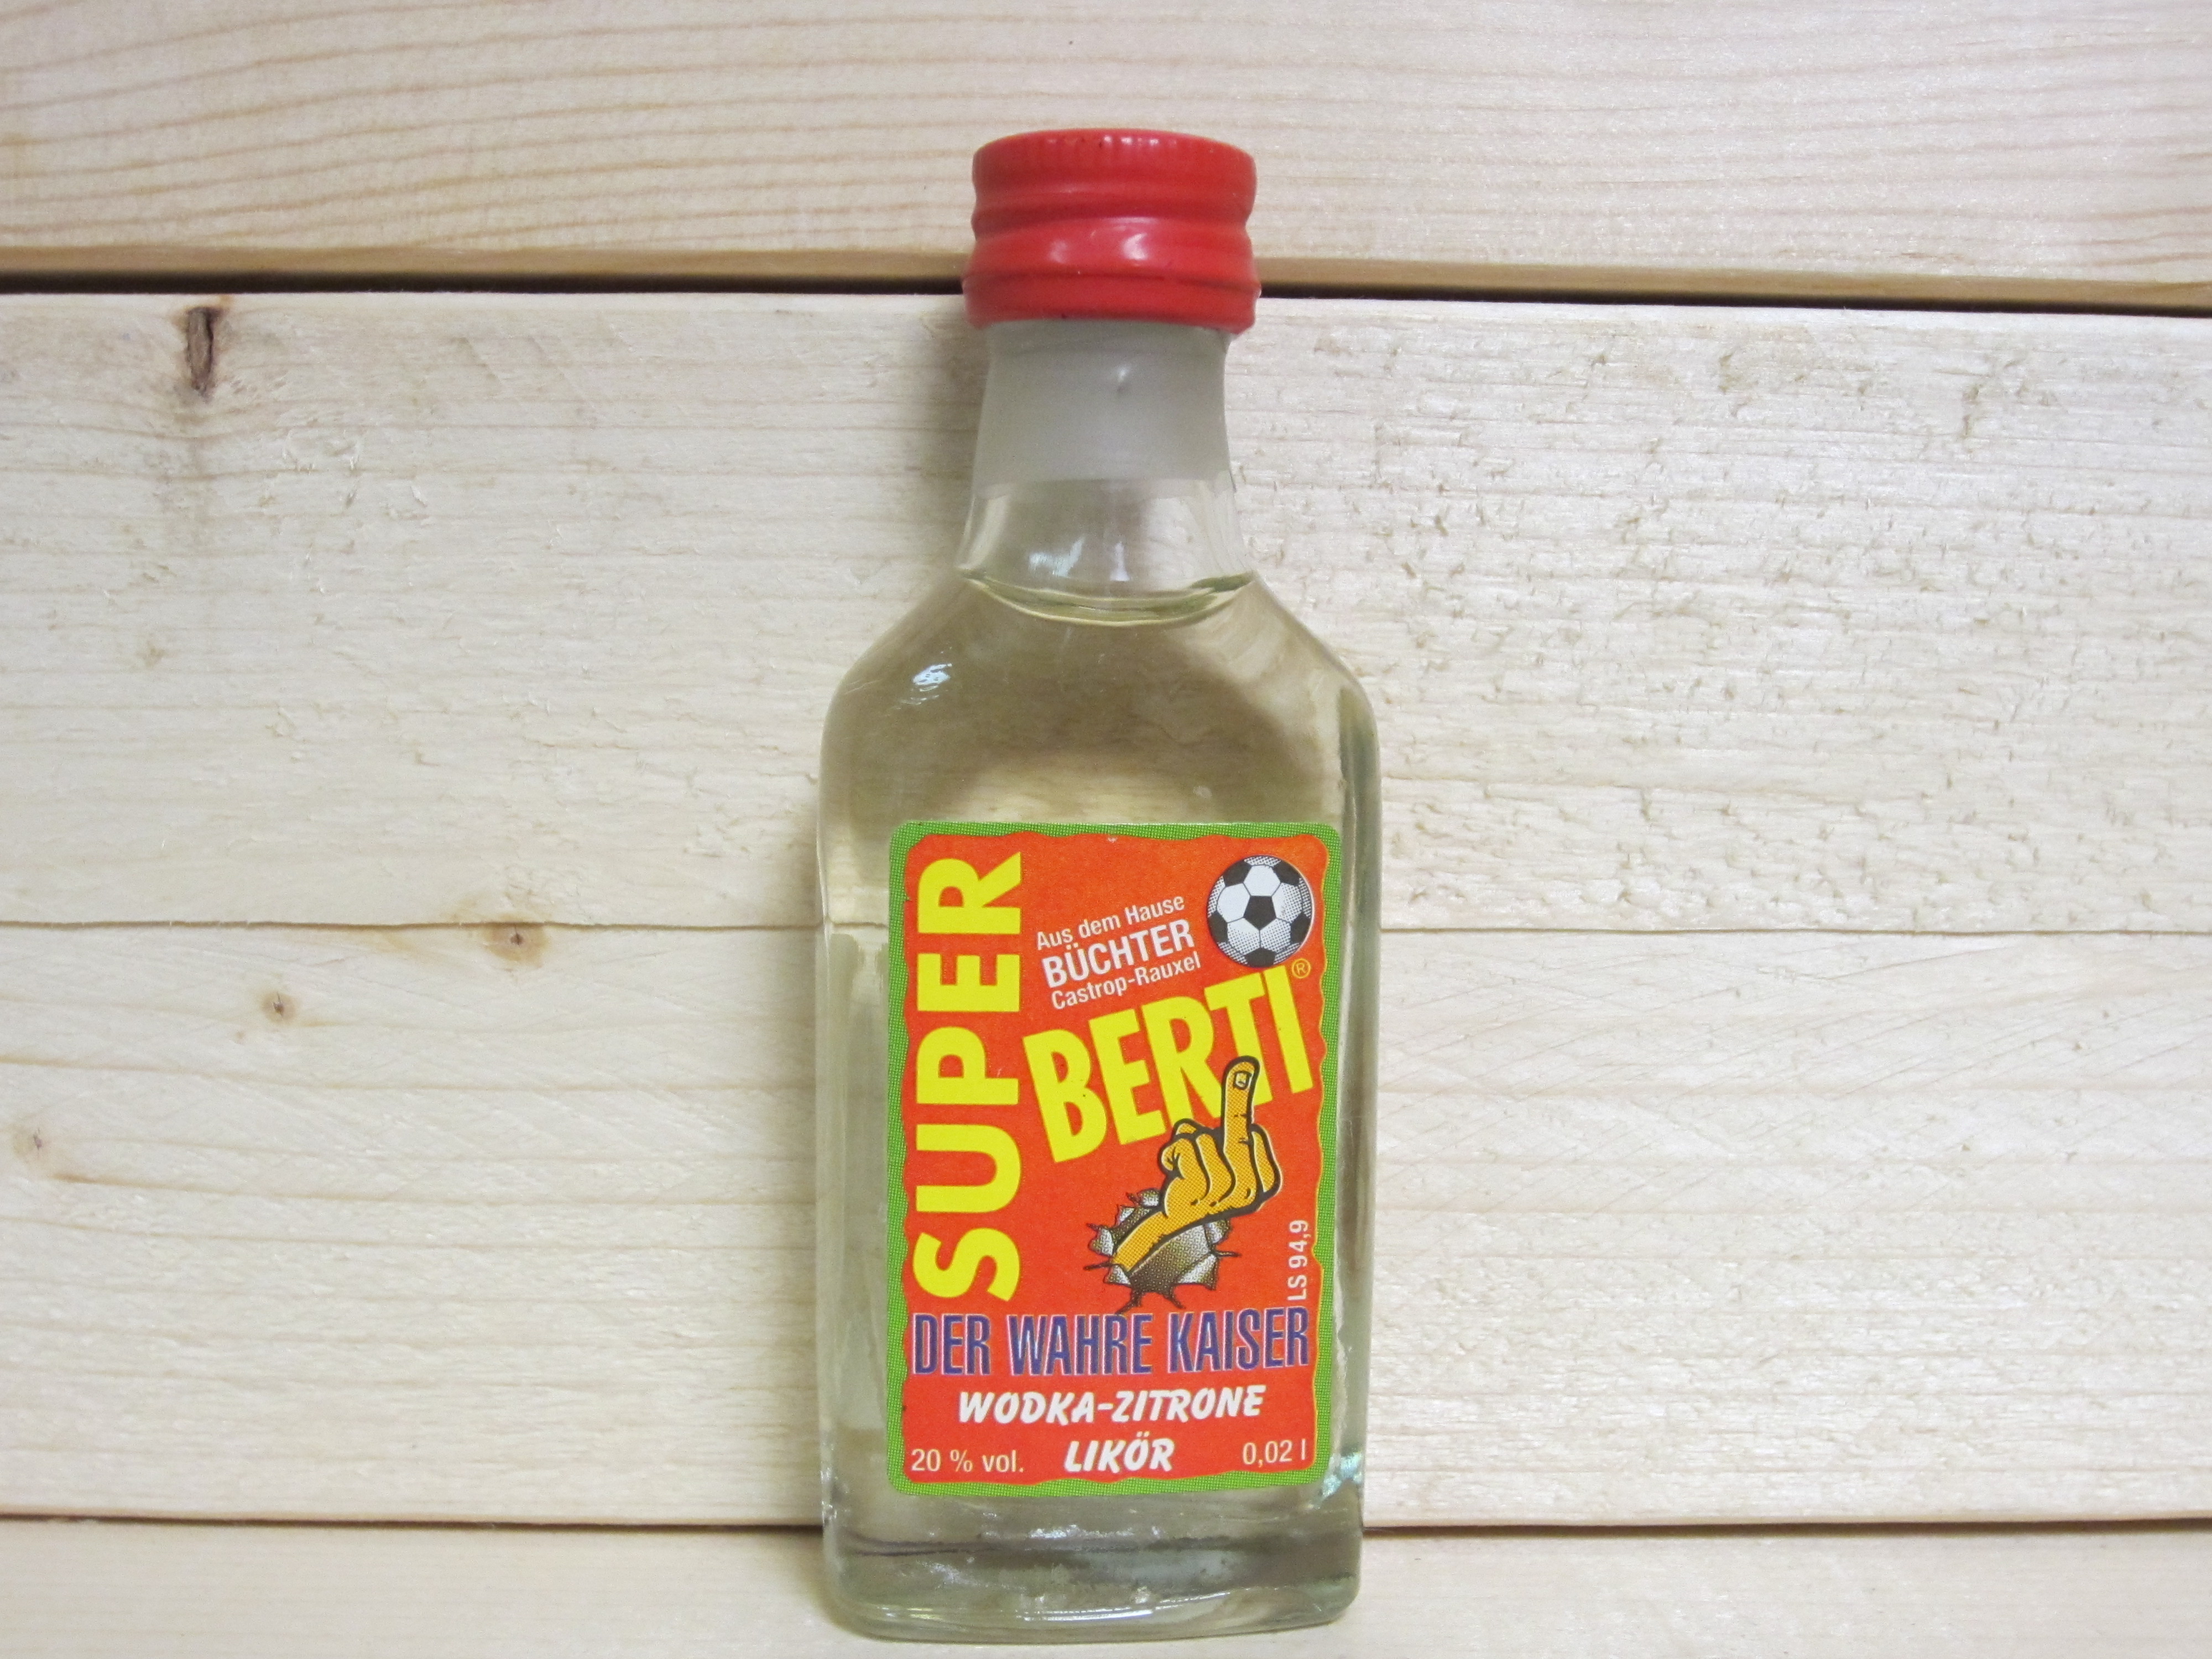 SUPER
Aus dem Hause
BÜCHTER
Castrop-Rauxel
BERTI®
LS 94,9
DER WAHRE KAISER
WODKA-ZITRONE
20 % vol. LIKÖR 0,02 l